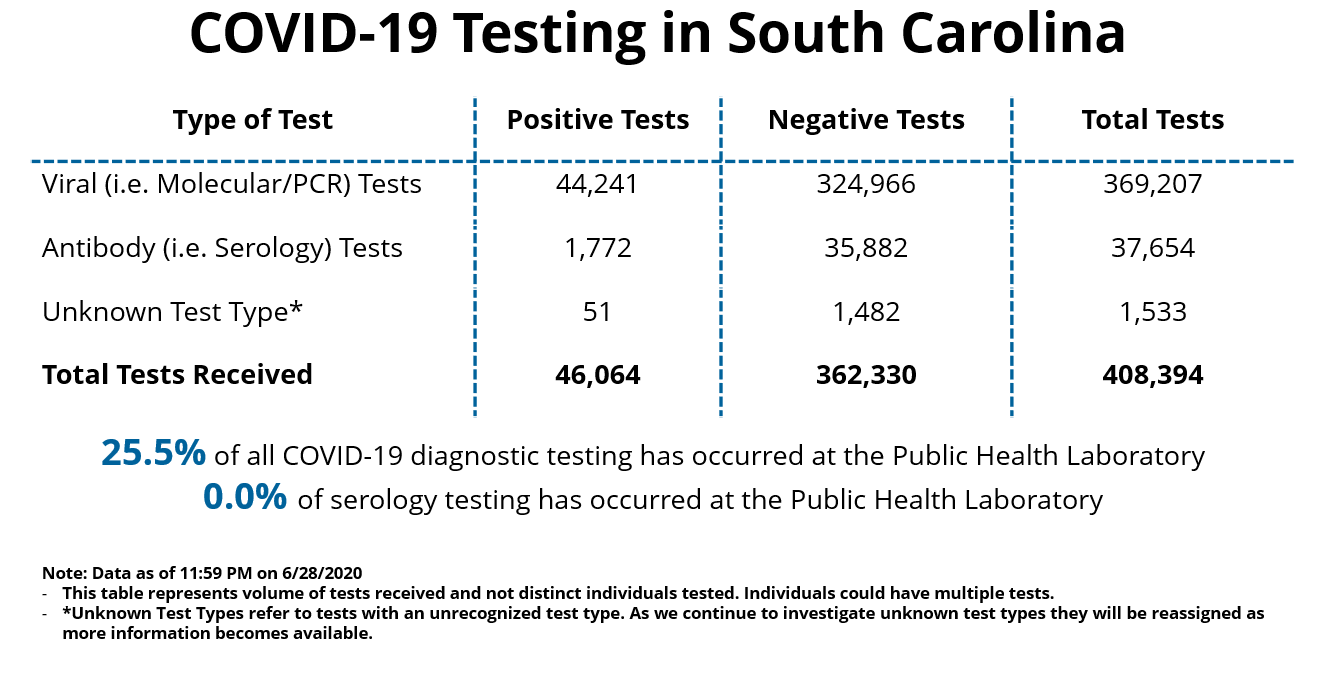 COVID-19 Testing in South Carolina
Type of Test Positive Tests Negative Tests Total Tests
Viral (i.e. Molecular/PCR) Tests 44,241 324,966 369,207
Antibody (i.e. Serology) Tests 1,772 35,882 37,654
Unknown Test Type* 51 1,482 1,533
Total Tests Received 46,064 362,330 408,394
25.5% of all COVID-19 diagnostic testing has occurred at the Public Health Laboratory
0.0% of serology testing has occurred at the Public Health Laboratory
Note: Data as of 11:59 PM on 6/28/2020
- This table represents volume of tests received and not distinct individuals tested. Individuals could have multiple tests.
- *Unknown Test Types refer to tests with an unrecognized test type. As we continue to investigate unknown test types they will be reassigned as
more information becomes available.